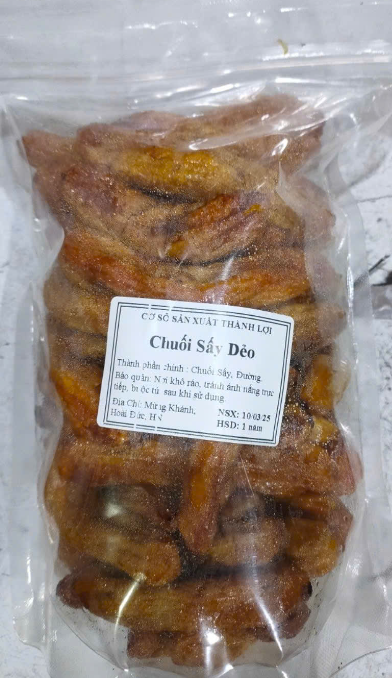 CƠ SỞ SẢN XUẤT THÀNH LỢI
Chuối Sấy Dẻo
Thành phần chính : Chuối Sấy, Đường.
Bảo quản: Nơi khô ráo, tránh ánh nắng trực
tiếp, buộc túi sau khi sử dụng
Địa Chỉ: Khánh, NSX: 10/03/25
Hoài Đức, HN HSD: 1 năm